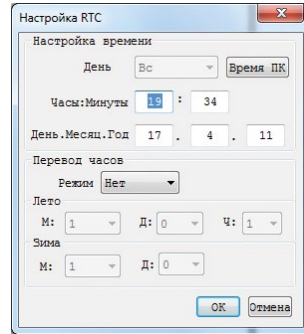 Настройка RTC
Настройка времени
День Вс Время ПК
Часы:Минуты 19 : 34
День.Месяц.Год 17 . 4 . 11
Перевод часов
Режим Нет
Лето
М: 1 Д: 0 Ч: 1
Зима
М: 1 Д: 0
OK Отмена